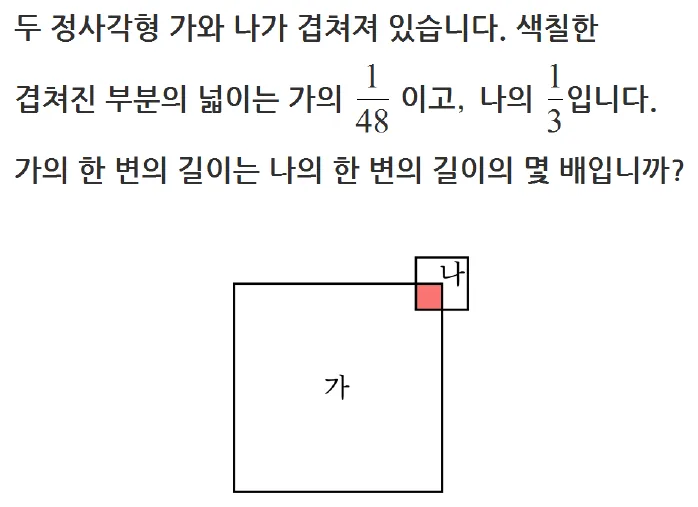 두 정사각형 가와 나가 겹쳐져 있습니다. 색칠한
겹쳐진 부분의 넓이는 가의 1/48 이고, 나의 1/3입니다.
가의 한 변의 길이는 나의 한 변의 길이의 몇 배입니까?
나
가